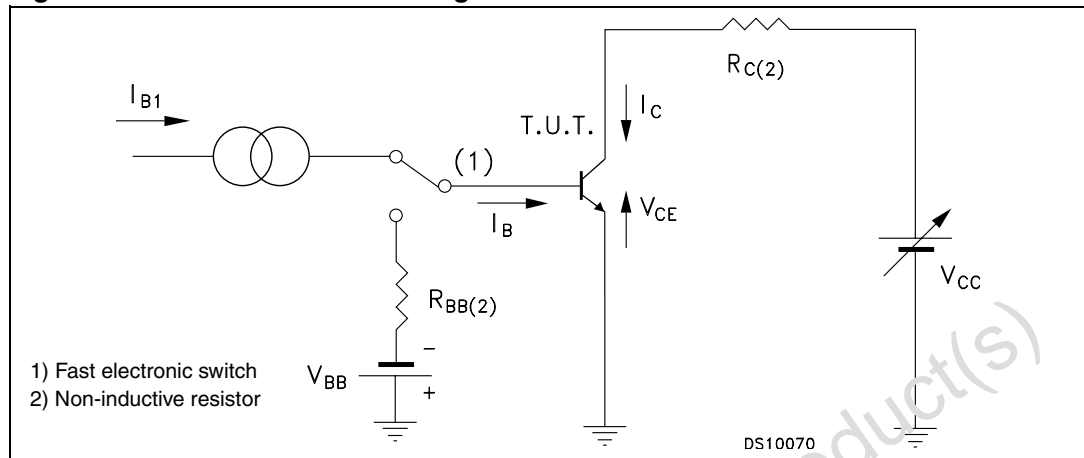 I_B1
T.U.T.
I_C
R_C(2)
(1)
I_B
V_CE
V_CC
R_BB(2)
V_BB
−
+
1) Fast electronic switch
2) Non-inductive resistor
DS10070